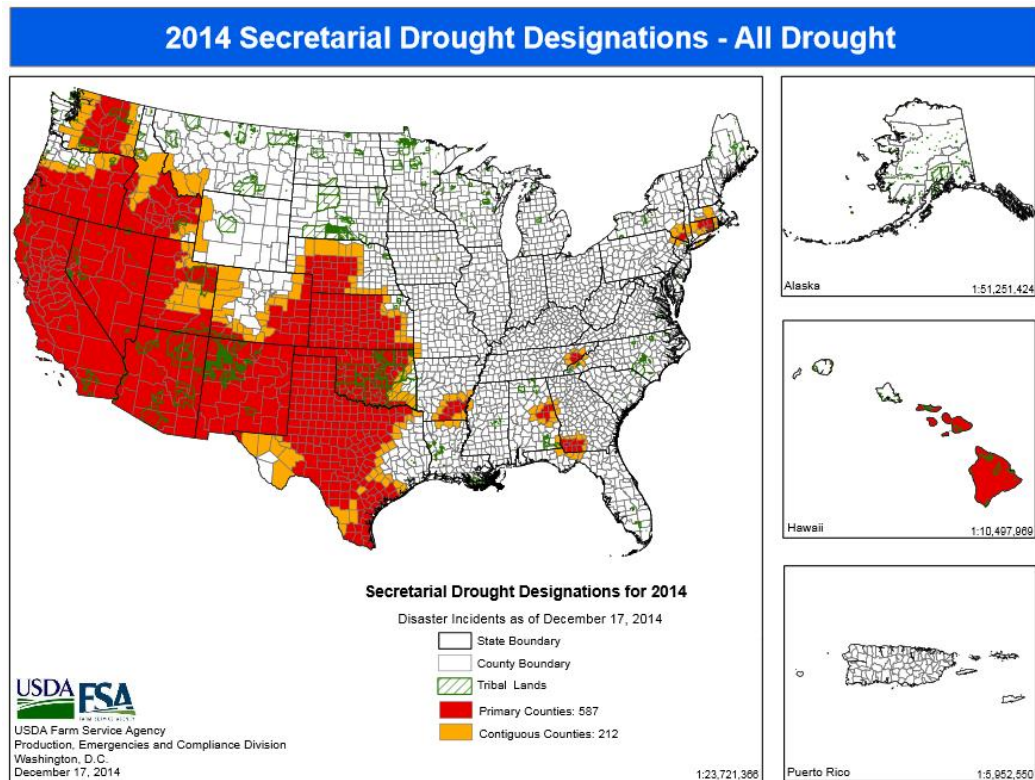 2014 Secretarial Drought Designations - All Drought
Alaska
1:51,251,424
Hawaii
1:10,497,969
Secretarial Drought Designations for 2014
Disaster Incidents as of December 17, 2014
State Boundary
County Boundary
Tribal Lands
Primary Counties: 587
Contiguous Counties: 212
USDA FSA
USDA Farm Service Agency
Production, Emergencies and Compliance Division
Washington, D.C.
December 17, 2014
1:23,721,366
Puerto Rico
1:5,952,550